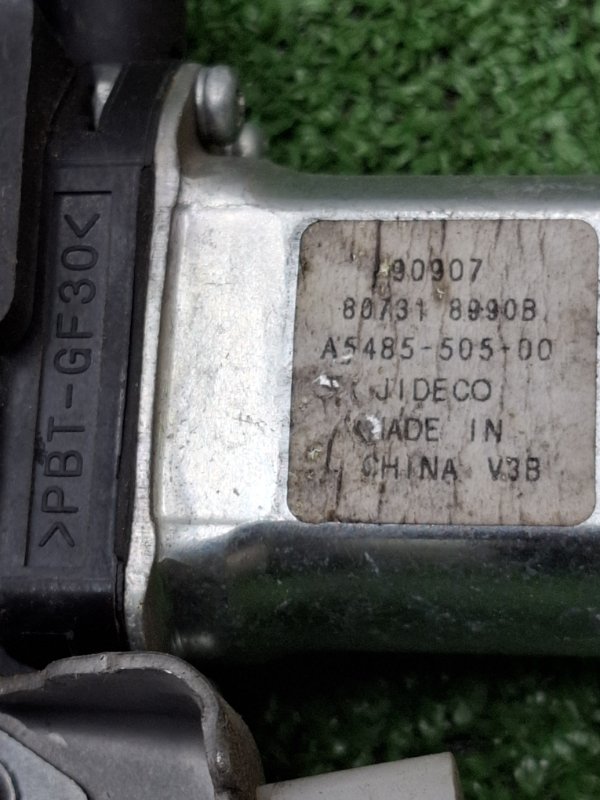 >PBT-GF30<
90907
80731 8990B
A5485-505-00
JIDECO
MADE IN
CHINA V3B